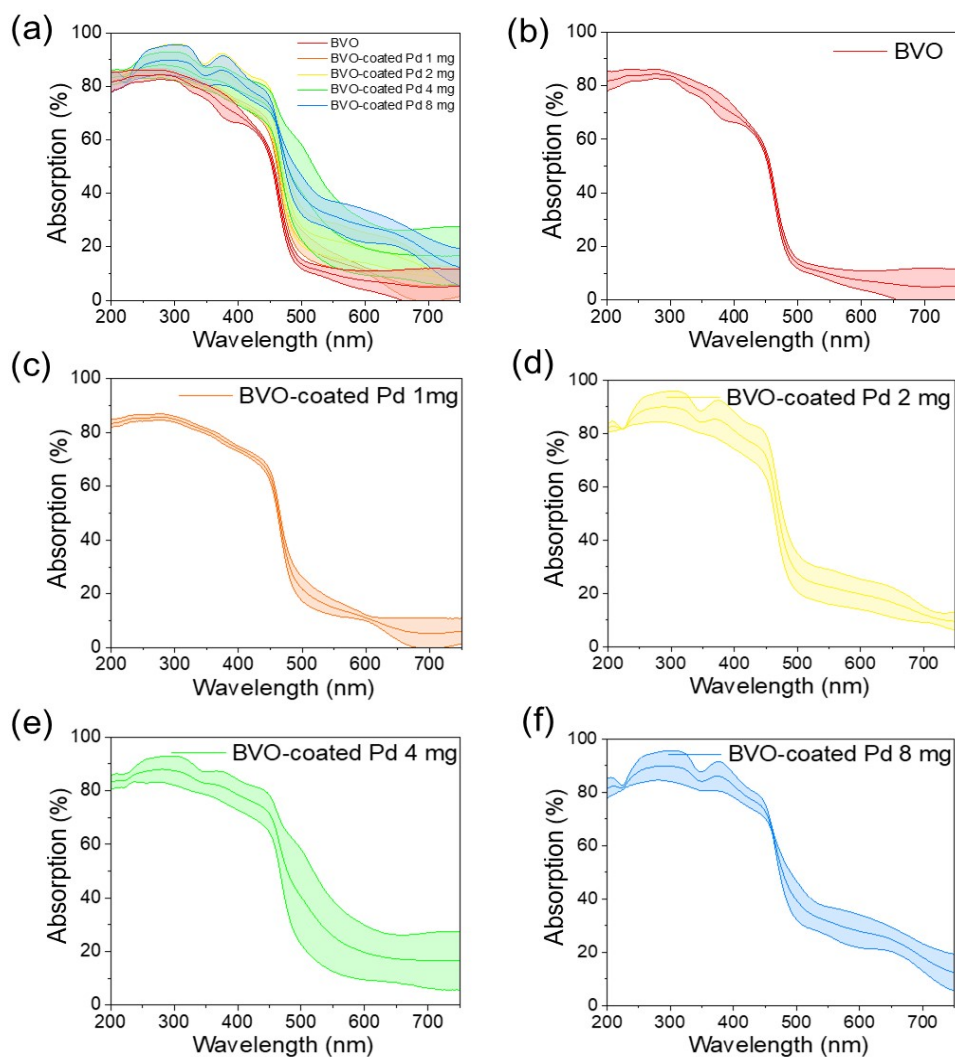 (a)
100
80
60
40
20
0
Absorption (%)
BVO
BVO-coated Pd 1 mg
BVO-coated Pd 2 mg
BVO-coated Pd 4 mg
BVO-coated Pd 8 mg
200 300 400 500 600 700
Wavelength (nm)
(b)
100
80
60
40
20
0
Absorption (%)
BVO
200 300 400 500 600 700
Wavelength (nm)
(c)
100
80
60
40
20
0
Absorption (%)
BVO-coated Pd 1mg
200 300 400 500 600 700
Wavelength (nm)
(d)
100
80
60
40
20
0
Absorption (%)
BVO-coated Pd 2 mg
200 300 400 500 600 700
Wavelength (nm)
(e)
100
80
60
40
20
0
Absorption (%)
BVO-coated Pd 4 mg
200 300 400 500 600 700
Wavelength (nm)
(f)
100
80
60
40
20
0
Absorption (%)
BVO-coated Pd 8 mg
200 300 400 500 600 700
Wavelength (nm)